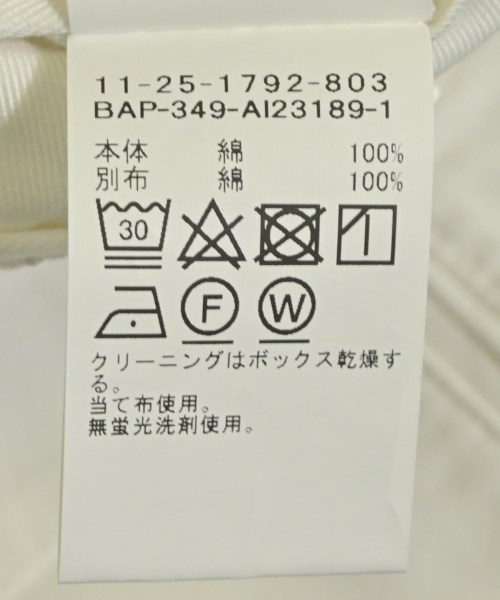 11-25-1792-803
BAP-349-AI23189-1
本体 綿 100%
別布 綿 100%
30
F W
クリーニングはボックス乾燥す
る。
当て布使用。
無蛍光洗剤使用。